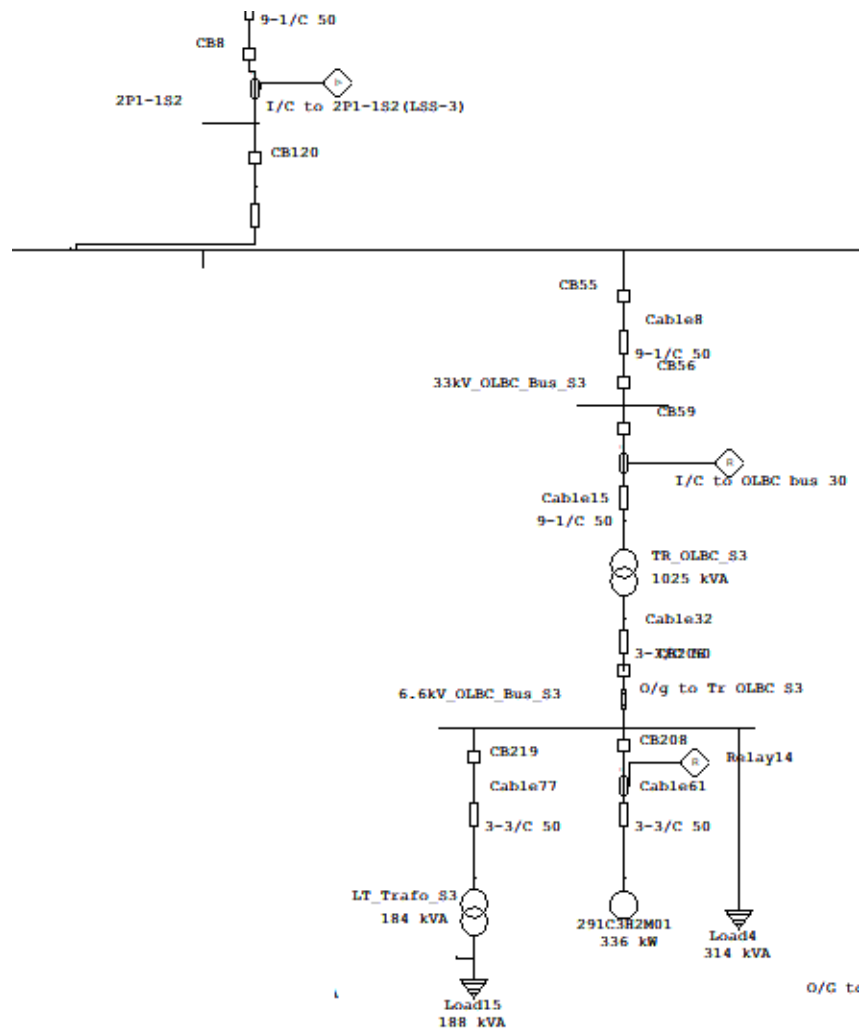 9-1/C 50
CB8
2P1-1S2
I/C to 2P1-1S2(LSS-3)
CB120
CB55
Cable8
9-1/C 50
CB56
33kV_OLBC_Bus_S3
CB59
R
I/C to OLBC bus 30
Cable15
9-1/C 50
TR_OLBC_S3
1025 kVA
Cable32
O/g to Tr OLBC S3
6.6kV_OLBC_Bus_S3
CB208
CB219
R
Relay14
Cable77
Cable61
3-3/C 50
3-3/C 50
LT_Trafo_S3
184 kVA
336 kW
Load4
314 kVA
O/G to
Load15
188 kVA